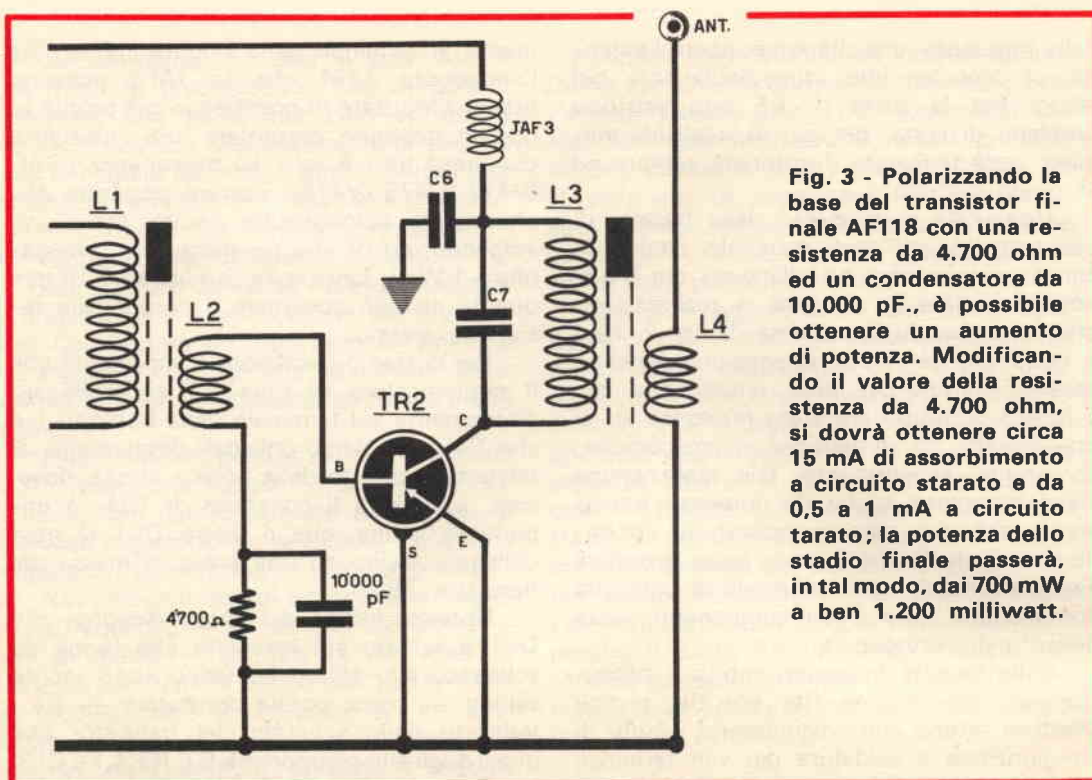 ANT.
JAF3
C6
L1
L3
C7
L2
L4
TR2
C
B
S
E
10000
pF
4700Ω
Fig. 3 - Polarizzando la
base del transistor fi-
nale AF118 con una re-
sistenza da 4.700 ohm
ed un condensatore da
10.000 pF., è possibile
ottenere un aumento
di potenza. Modifican-
do il valore della resi-
stenza da 4.700 ohm,
si dovrà ottenere circa
15 mA di assorbimento
a circuito starato e da
0,5 a 1 mA a circuito
tarato; la potenza dello
stadio finale passerà,
in tal modo, dai 700 mW
a ben 1.200 milliwatt.